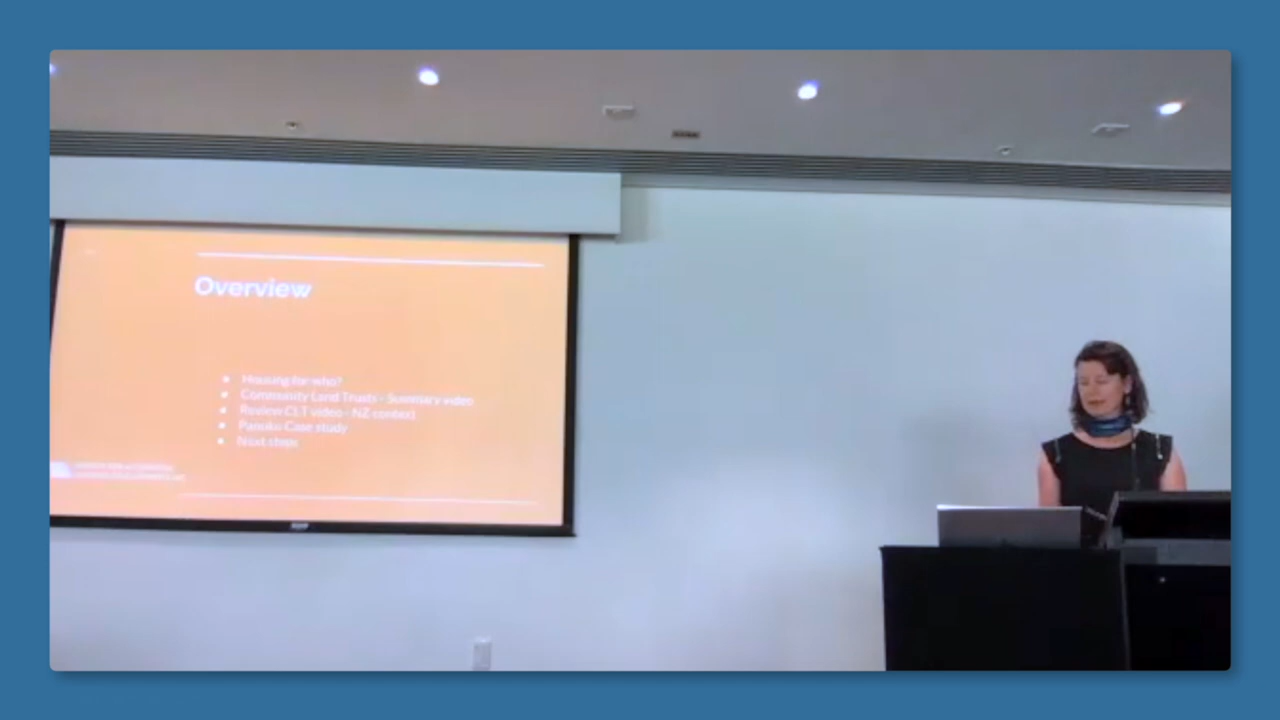 Overview
Housing for who?
Community Land Trusts - Summary video
Review CLT video - NZ context
Panuku Case study
Next steps